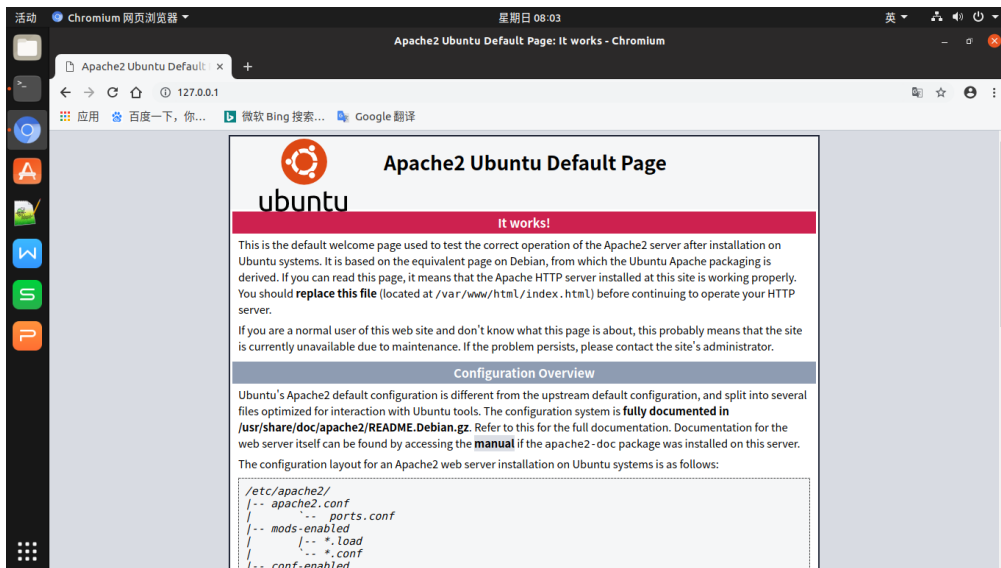 活动 Chromium 网页浏览器 星期日 08:03 英
Apache2 Ubuntu Default Page: It works - Chromium
Apache2 Ubuntu Default
127.0.0.1
应用 百度一下，你... 微软 Bing 搜索... Google 翻译
ubuntu
Apache2 Ubuntu Default Page
It works!
This is the default welcome page used to test the correct operation of the Apache2 server after installation on
Ubuntu systems. It is based on the equivalent page on Debian, from which the Ubuntu Apache packaging is
derived. If you can read this page, it means that the Apache HTTP server installed at this site is working properly.
You should replace this file (located at /var/www/html/index.html) before continuing to operate your HTTP
server.
If you are a normal user of this web site and don't know what this page is about, this probably means that the site
is currently unavailable due to maintenance. If the problem persists, please contact the site's administrator.
Configuration Overview
Ubuntu's Apache2 default configuration is different from the upstream default configuration, and split into several
files optimized for interaction with Ubuntu tools. The configuration system is fully documented in
/usr/share/doc/apache2/README.Debian.gz. Refer to this for the full documentation. Documentation for the
web server itself can be found by accessing the manual if the apache2-doc package was installed on this server.
The configuration layout for an Apache2 web server installation on Ubuntu systems is as follows:
/etc/apache2/
|-- apache2.conf
|       `--  ports.conf
|-- mods-enabled
|       |-- *.load
|       `-- *.conf
|-- conf-enabled